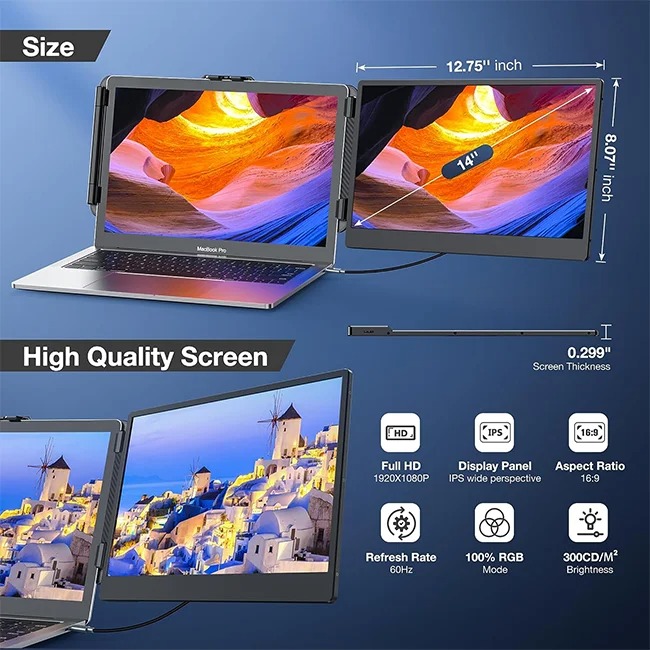 Size
12.75" inch
14"
8.07" inch
MacBook Pro
0.299"
Screen Thickness
High Quality Screen
HD
IPS
16:9
Full HD
1920X1080P
Display Panel
IPS wide perspective
Aspect Ratio
16:9
Refresh Rate
60Hz
100% RGB
Mode
300CD/M²
Brightness